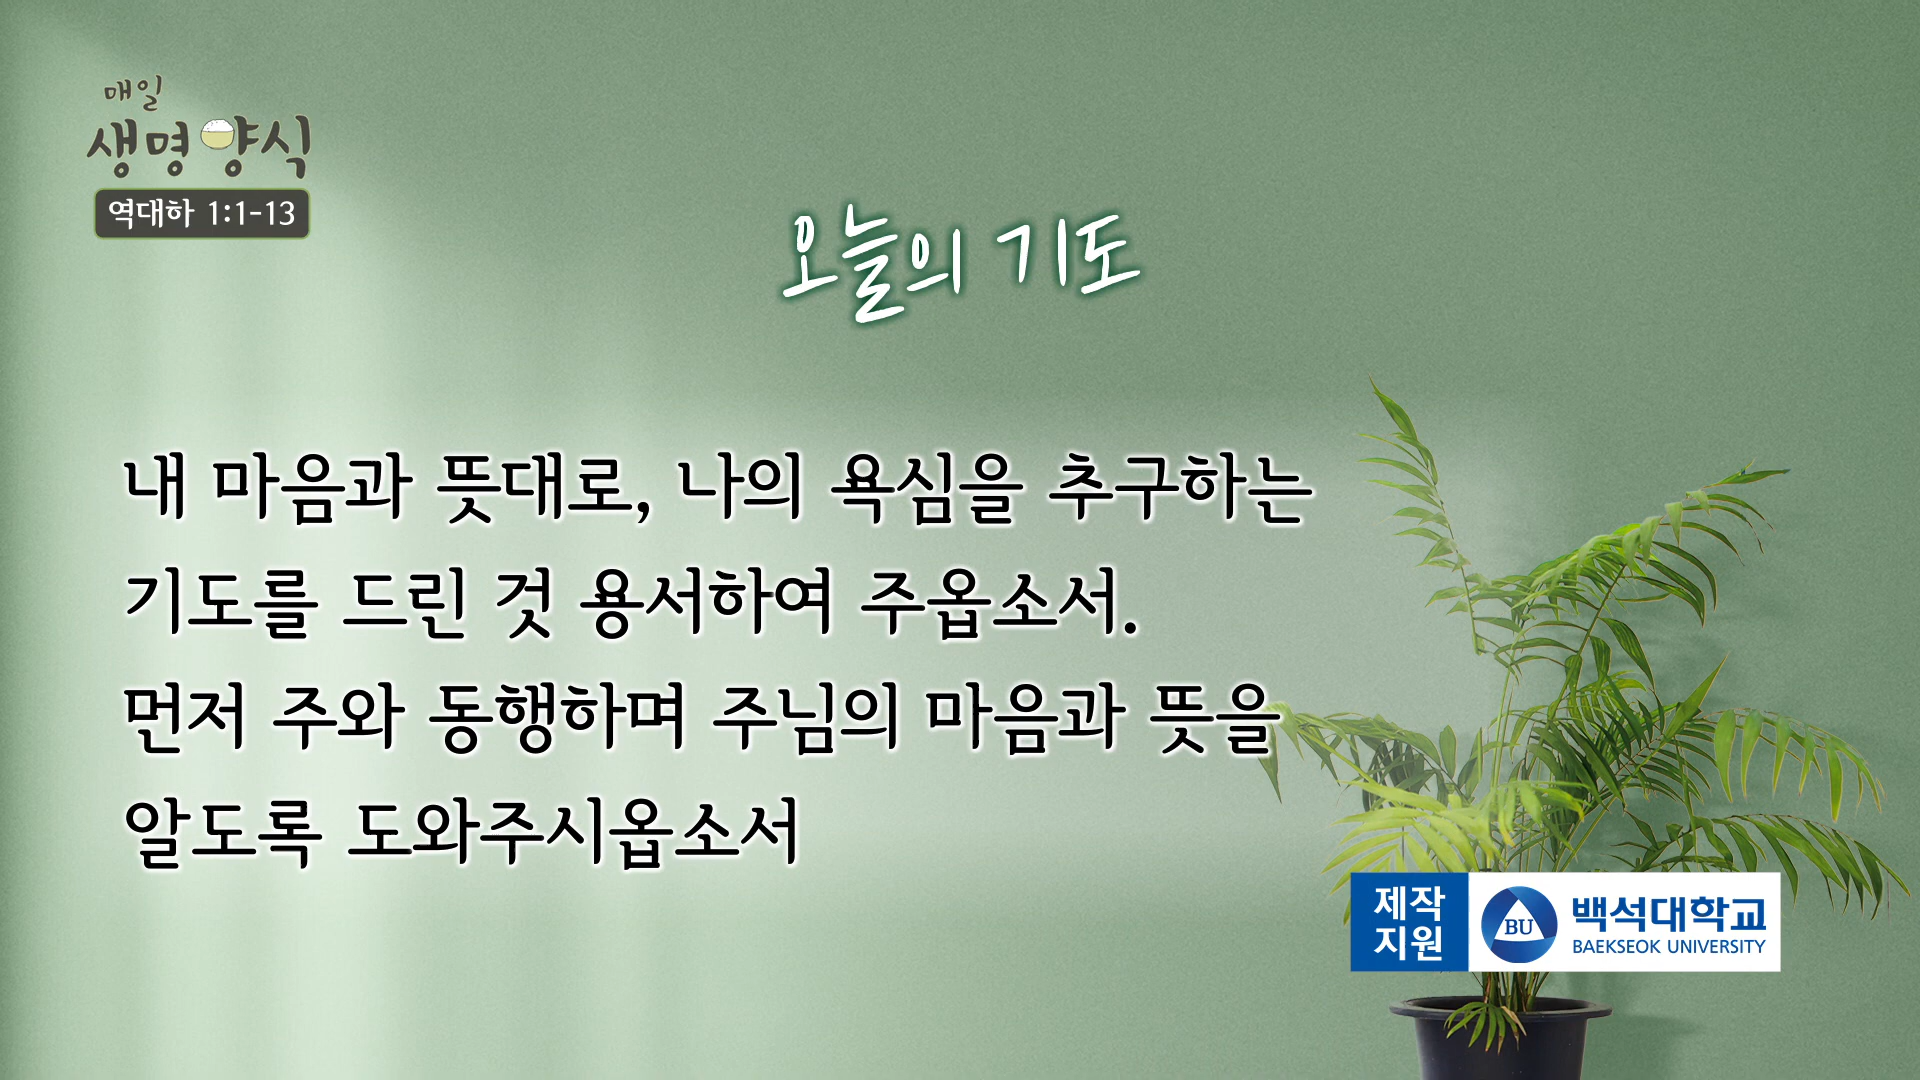 매일
생명양식
역대하 1:1-13
오늘의 기도
내 마음과 뜻대로, 나의 욕심을 추구하는
기도를 드린 것 용서하여 주옵소서.
먼저 주와 동행하며 주님의 마음과 뜻을
알도록 도와주시옵소서
제작
지원
BU
백석대학교
BAEKSEOK UNIVERSITY